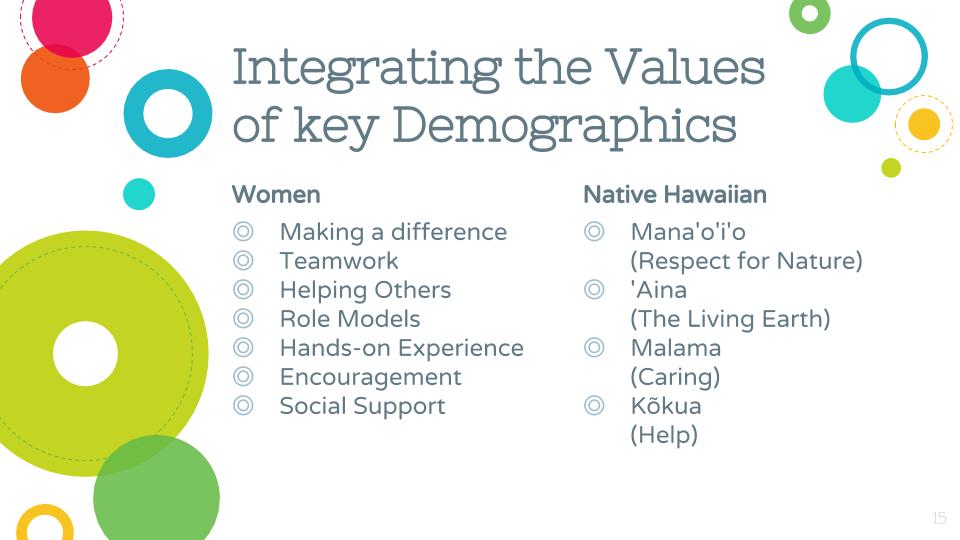 Integrating the Values
of key Demographics
Women
Making a difference
Teamwork
Helping Others
Role Models
Hands-on Experience
Encouragement
Social Support
Native Hawaiian
Mana'o'i'o
(Respect for Nature)
'Aina
(The Living Earth)
Malama
(Caring)
Kõkua
(Help)
15